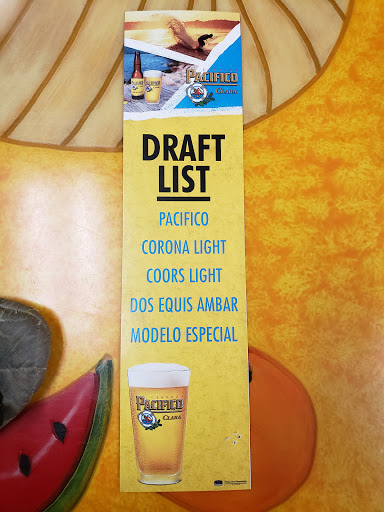 PACIFICO
CLARA
DRAFT
LIST
PACIFICO
CORONA LIGHT
COORS LIGHT
DOS EQUIS AMBAR
MODELO ESPECIAL
PACIFICO
CLARA